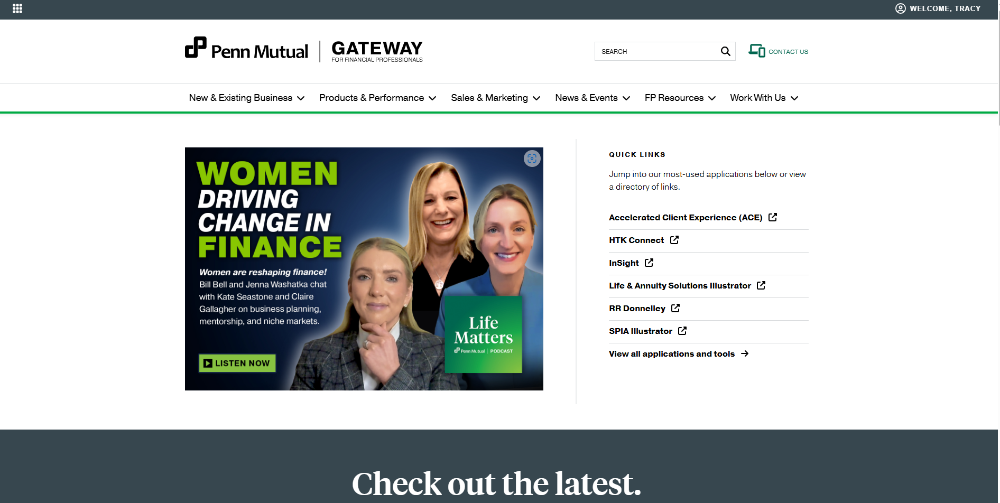 WELCOME, TRACY
Penn Mutual
GATEWAY
FOR FINANCIAL PROFESSIONALS
SEARCH
CONTACT US
New & Existing Business
Products & Performance
Sales & Marketing
News & Events
FP Resources
Work With Us
WOMEN
DRIVING
CHANGE IN
FINANCE
Women are reshaping finance!
Bill Bell and Jenna Washatka chat
with Kate Seastone and Claire
Gallagher on business planning,
mentorship, and niche markets.
LISTEN NOW
Life
Matters
Penn Mutual | PODCAST
QUICK LINKS
Jump into our most-used applications below or view
a directory of links.
Accelerated Client Experience (ACE)
HTK Connect
InSight
Life & Annuity Solutions Illustrator
RR Donnelley
SPIA Illustrator
View all applications and tools
Check out the latest.